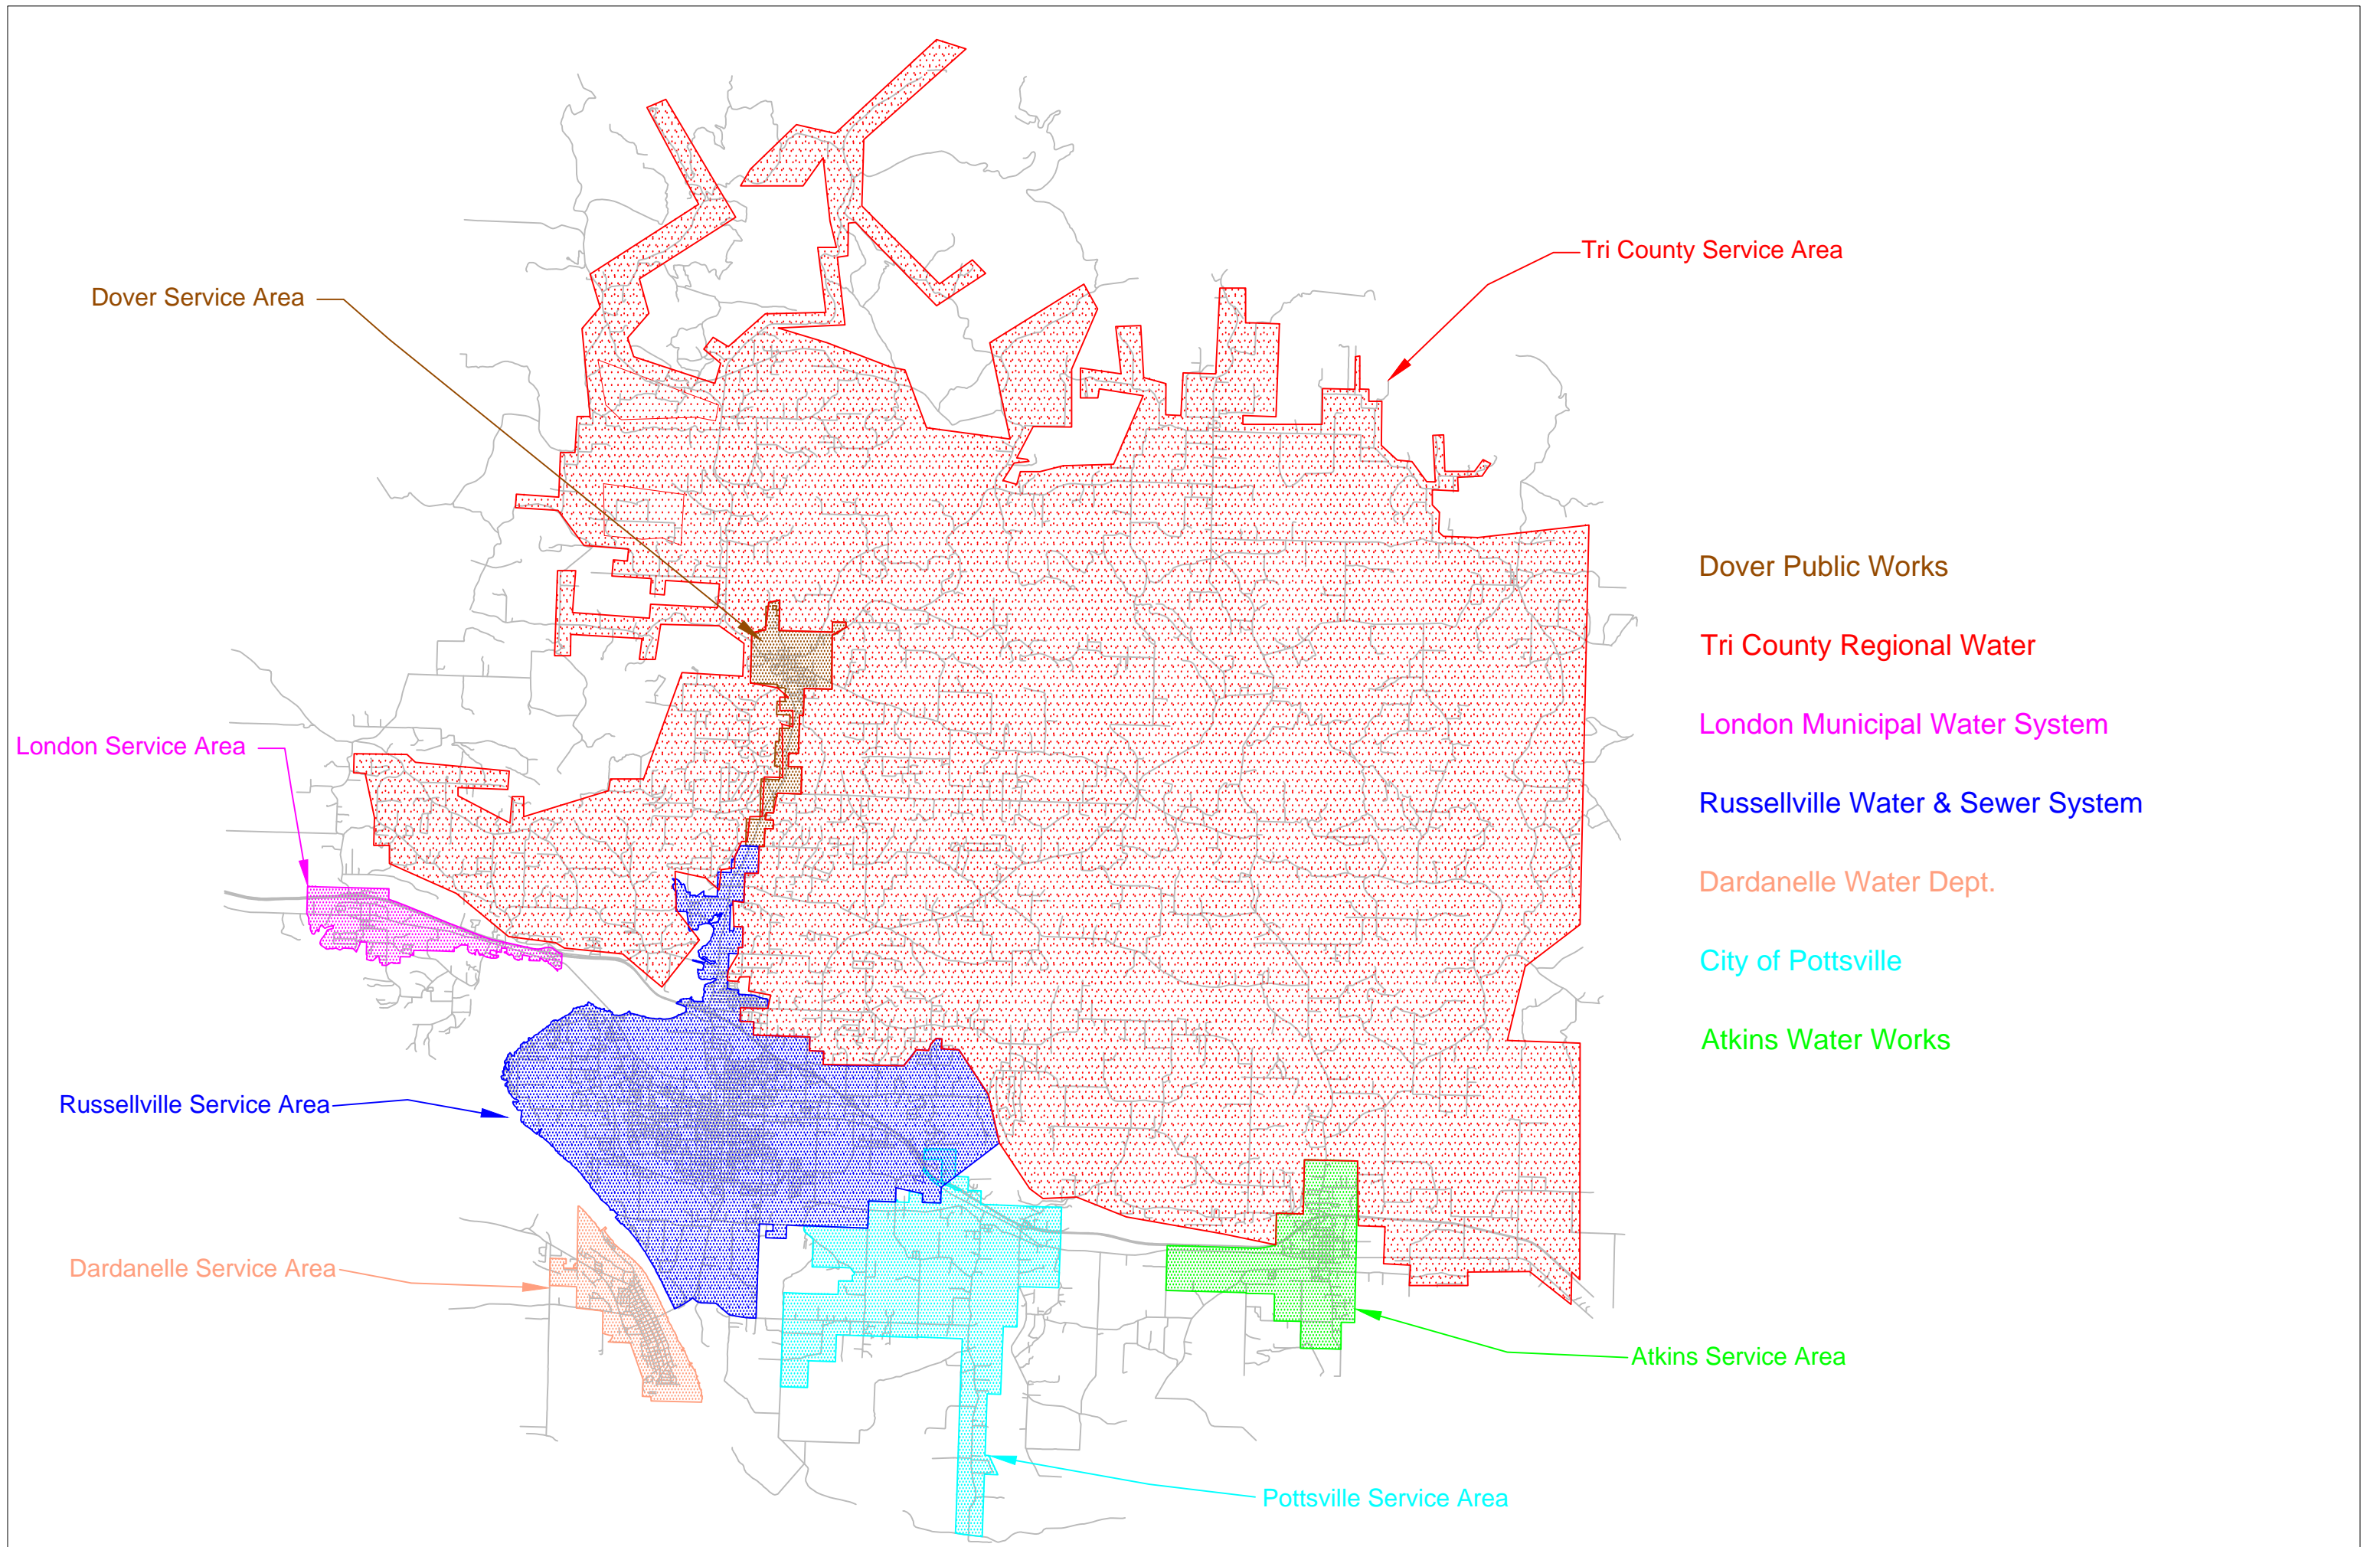 Tri County Service Area
Dover Service Area
Dover Public Works
Tri County Regional Water
London Municipal Water System
London Service Area
Russellville Water & Sewer System
Dardanelle Water Dept.
City of Pottsville
Atkins Water Works
Russellville Service Area
Dardanelle Service Area
Atkins Service Area
Pottsville Service Area